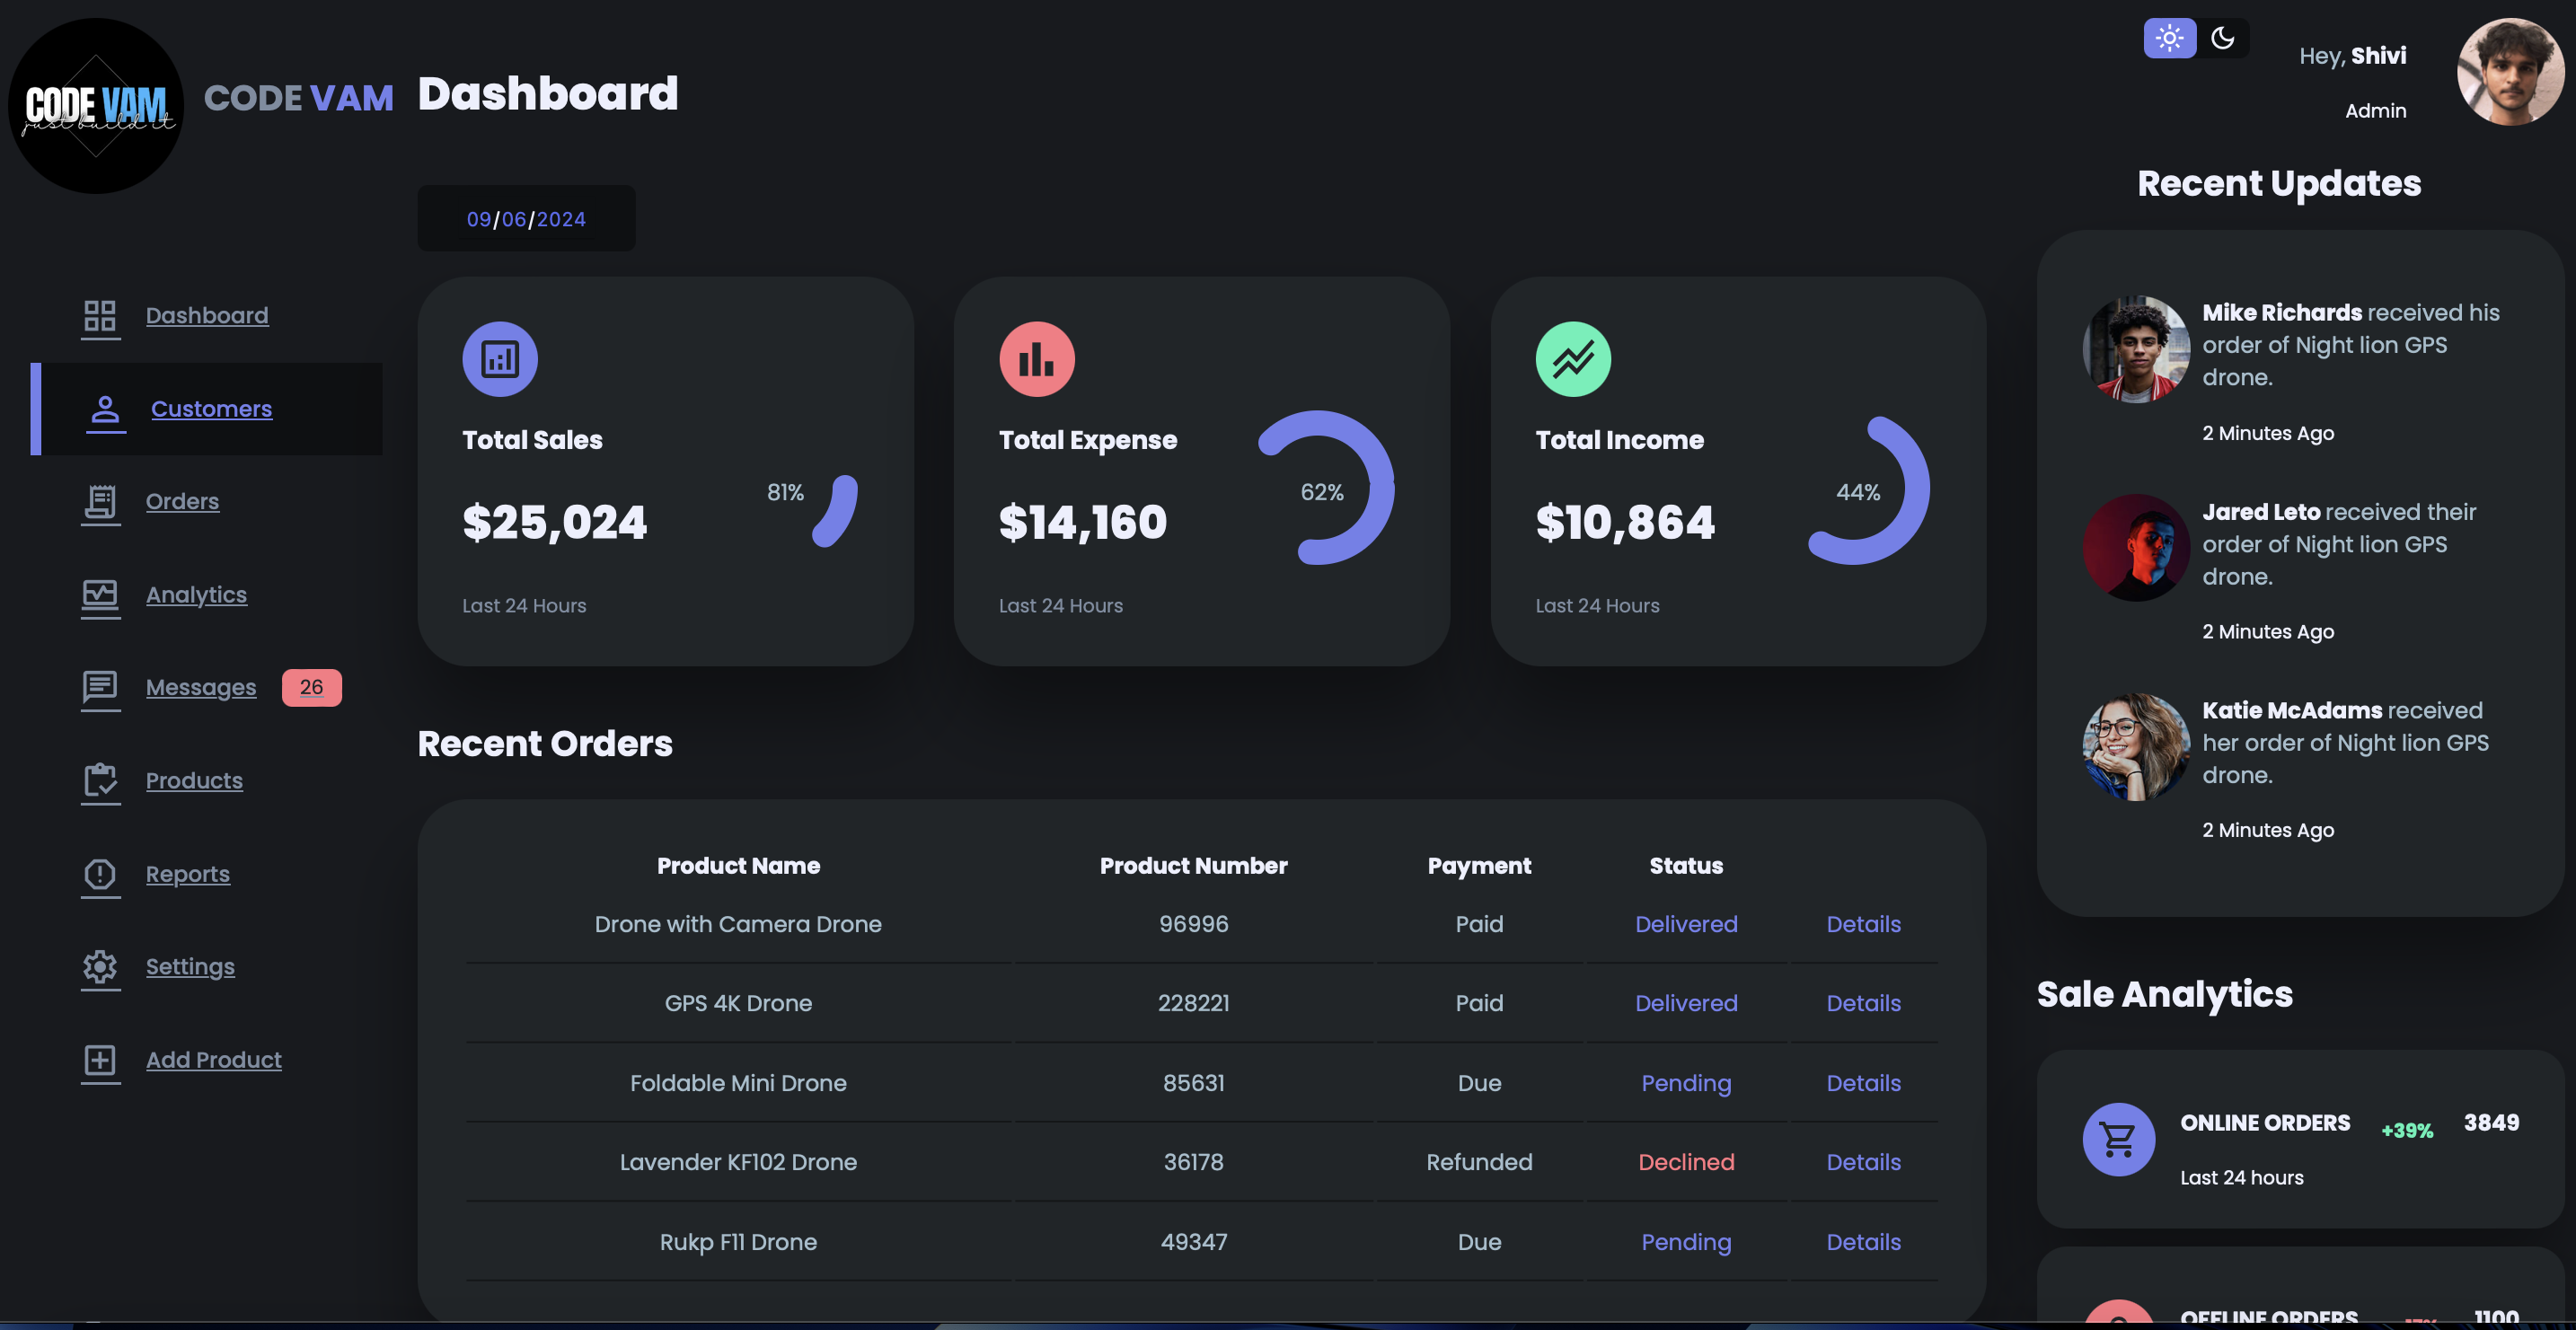 CODE VAM
just build it
CODE VAM
Dashboard
Customers
Orders
Analytics
Messages 26
Products
Reports
Settings
Add Product
Dashboard
09/06/2024
Total Sales
$25,024
81%
Last 24 Hours
Total Expense
$14,160
62%
Last 24 Hours
Total Income
$10,864
44%
Last 24 Hours
Recent Orders
Product Name Product Number Payment Status
Drone with Camera Drone 96996 Paid Delivered Details
GPS 4K Drone 228221 Paid Delivered Details
Foldable Mini Drone 85631 Due Pending Details
Lavender KF102 Drone 36178 Refunded Declined Details
Rukp F11 Drone 49347 Due Pending Details
Hey, Shivi
Admin
Recent Updates
Mike Richards received his
order of Night lion GPS
drone.
2 Minutes Ago
Jared Leto received their
order of Night lion GPS
drone.
2 Minutes Ago
Katie McAdams received
her order of Night lion GPS
drone.
2 Minutes Ago
Sale Analytics
ONLINE ORDERS +39% 3849
Last 24 hours
OFFLINE ORDERS 1100